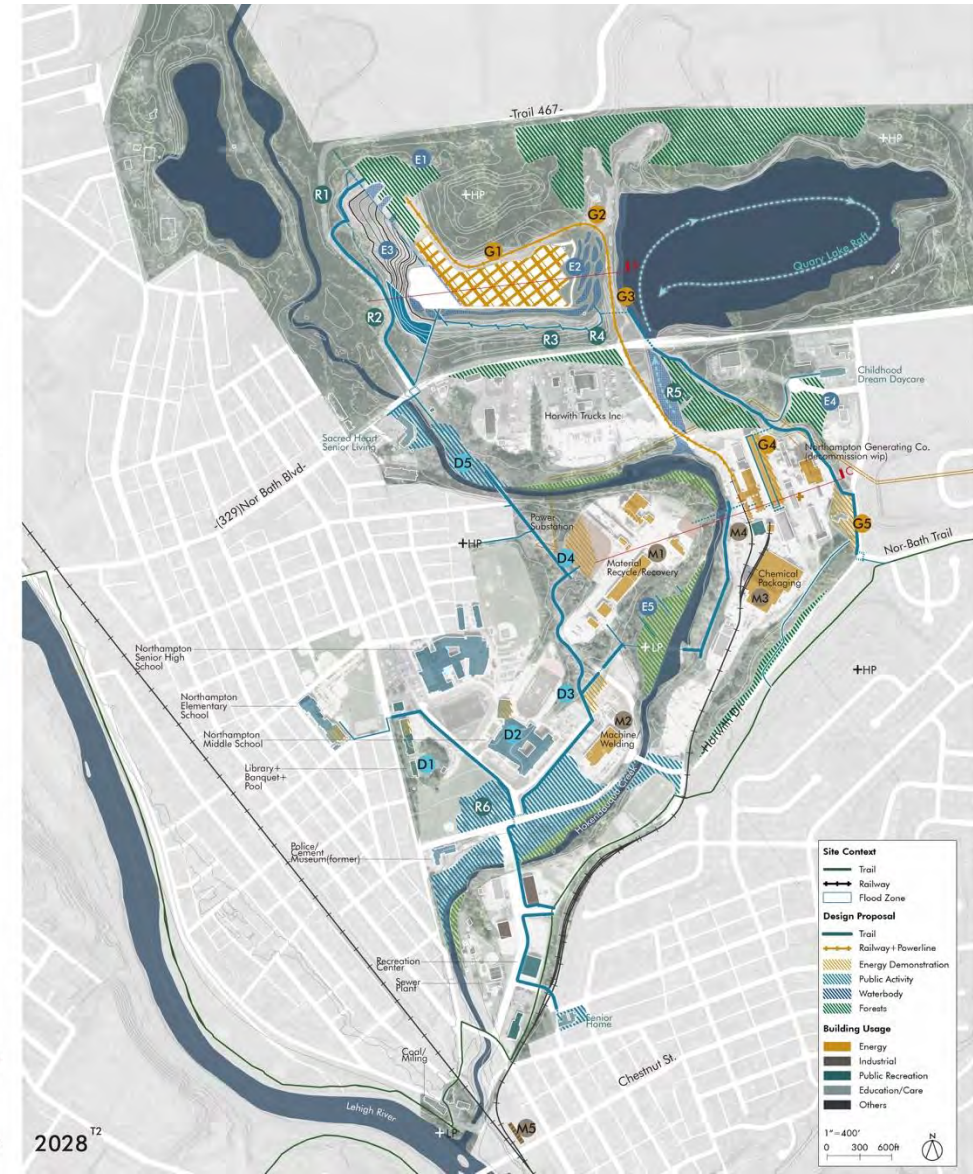 -Trail 467-
+HP
E1
R1
+HP
G2
G1
E3
E2
Quary Lake Raft
G3
R2
R3
R4
Childhood
Dream Daycare
R5
E4
Horwith Trucks Inc
Sacred Heart
Senior Living
G4
Northampton Generating Co.
(decommission wip)
C
D5
-(329)Nor Bath Blvd-
Power
Substation
G5
+HP
M4
Nor-Bath Trail
D4
M1
Material
Recycle/Recovery
Chemical
Packaging
M3
E5
Northampton
Senior High
School
+LP
+HP
Northampton
Elementary
School
D3
Northampton
Middle School
D2
M2
Machine/
Welding
Library+
Banquet+
Pool
D1
R6
Hokendauqua Creek
Police/
Cement
Museum(former)
Recreation
Center
Sewer
Plant
Senior
Home
Coal/
Miling
Chestnut St.
Lehigh River
+LP
M5
2028 T2
Site Context
Trail
Railway
Flood Zone
Design Proposal
Trail
Railway+Powerline
Energy Demonstration
Public Activity
Waterbody
Forests
Building Usage
Energy
Industrial
Public Recreation
Education/Care
Others
1"=400'
0 300 600ft
N